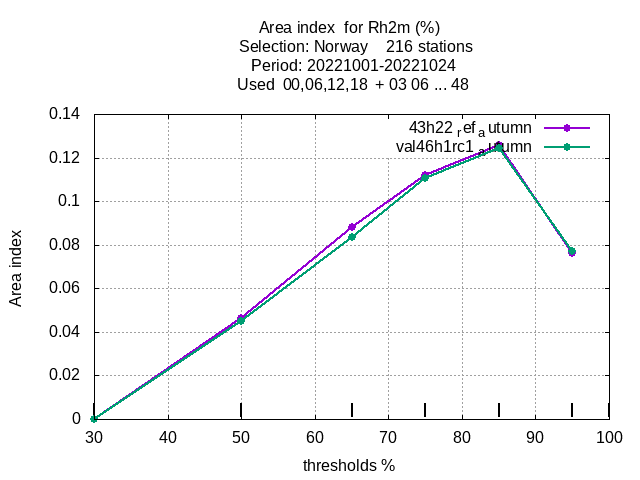 Area index  for Rh2m (%)
Selection: Norway    216 stations
Period: 20221001-20221024
Used  00,06,12,18  + 03 06 ... 48
43h22 ref autumn
val46h1rc1 autumn
Area index
0.14
0.12
0.1
0.08
0.06
0.04
0.02
0
30 40 50 60 70 80 90 100
thresholds %